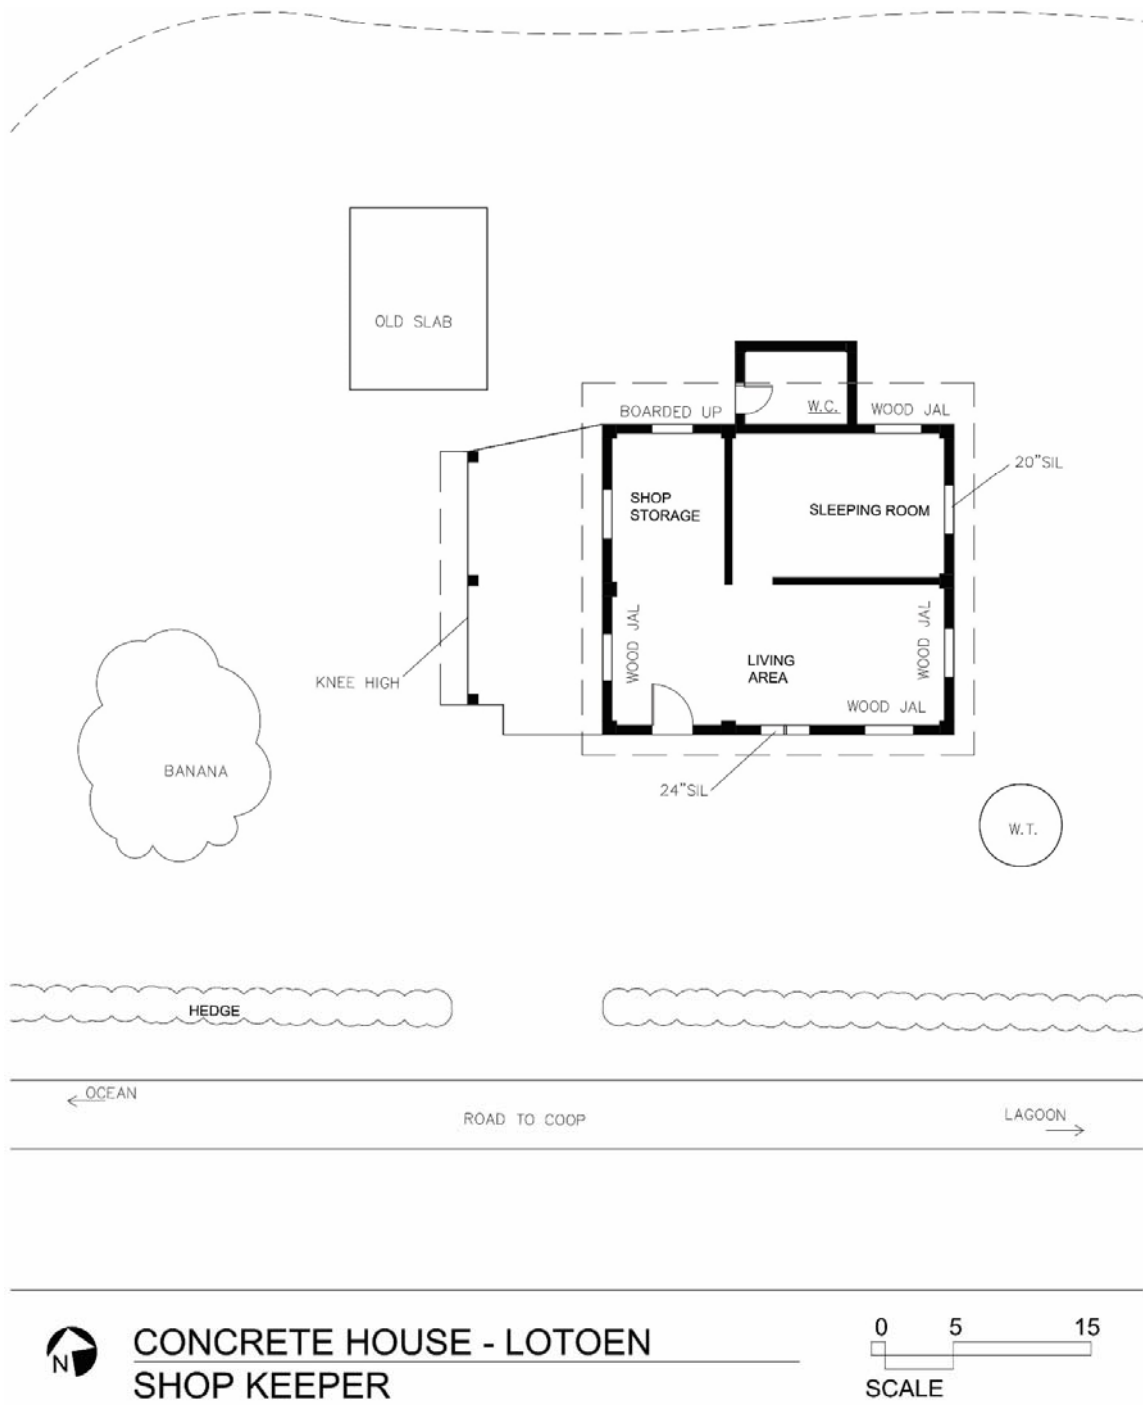 OLD SLAB
BOARDED UP
W.C.
WOOD JAL
20"SIL
SHOP
STORAGE
SLEEPING ROOM
WOOD JAL
WOOD JAL
LIVING
AREA
KNEE HIGH
WOOD JAL
BANANA
24"SIL
W.T.
HEDGE
OCEAN
ROAD TO COOP
LAGOON
N
CONCRETE HOUSE - LOTOEN
SHOP KEEPER
0 5 15
SCALE